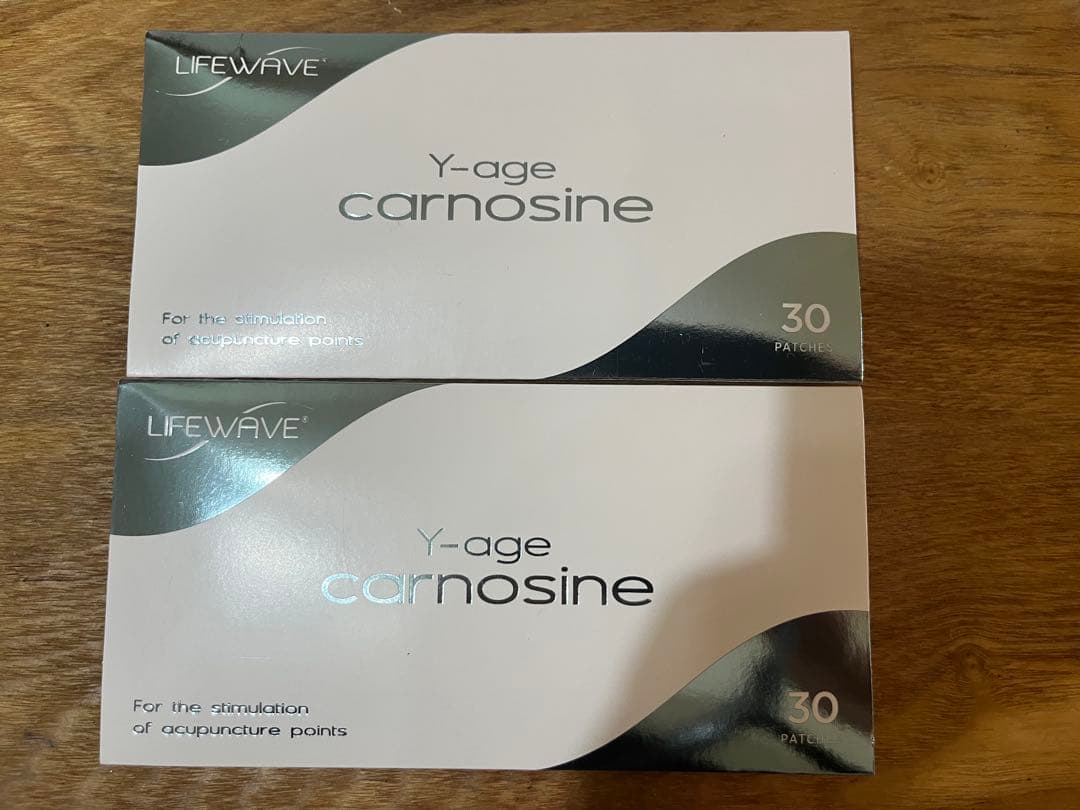 LIFEWAVE
Y-age
carnosine
For the stimulation
of acupuncture points
30
PATCHES
LIFEWAVE®
Y-age
carnosine
For the stimulation
of acupuncture points
30
PATCHES